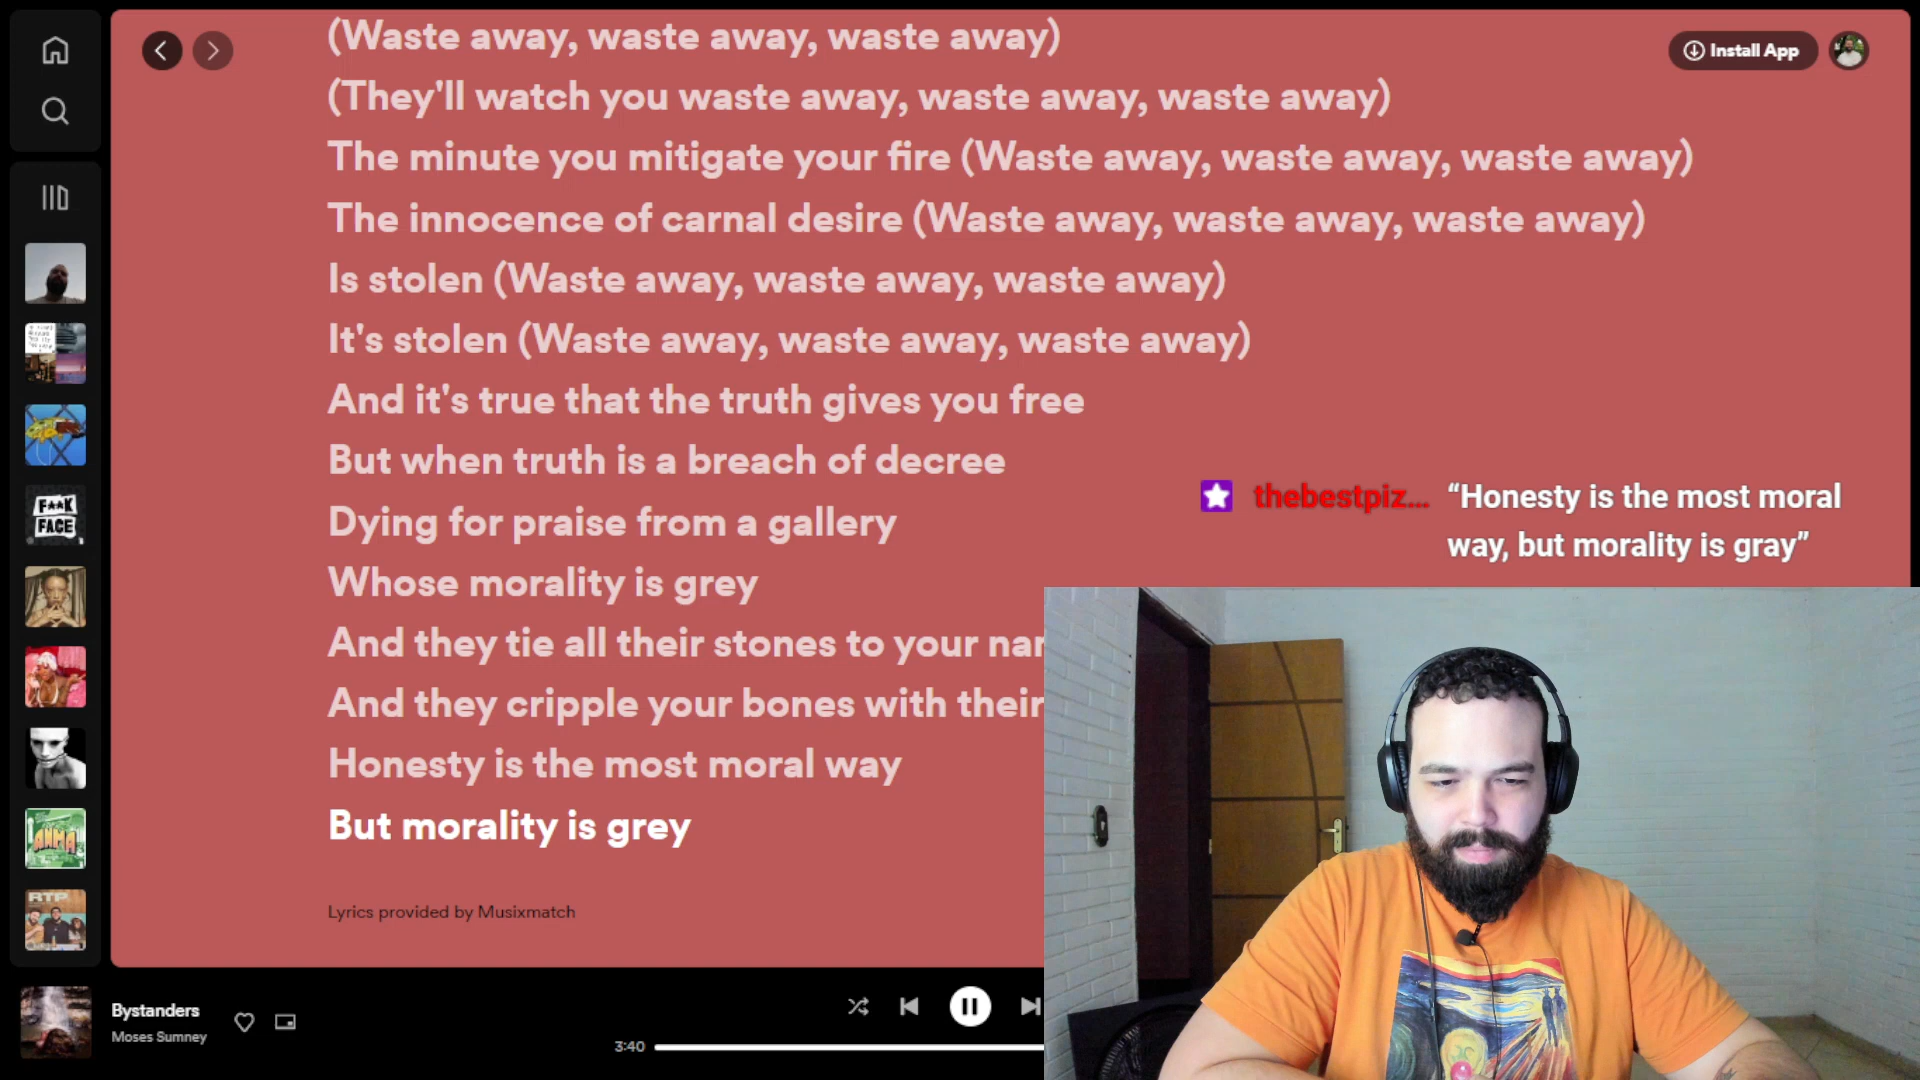 (Waste away, waste away, waste away)
Install App
(They'll watch you waste away, waste away, waste away)
The minute you mitigate your fire (Waste away, waste away, waste away)
The innocence of carnal desire (Waste away, waste away, waste away)
Is stolen (Waste away, waste away, waste away)
It's stolen (Waste away, waste away, waste away)
And it's true that the truth gives you free
But when truth is a breach of decree
Dying for praise from a gallery
Whose morality is grey
And they tie all their stones to your nar
And they cripple your bones with their
Honesty is the most moral way
But morality is grey
Lyrics provided by Musixmatch
thebestpiz... “Honesty is the most moral
way, but morality is gray”
F**K
FACE
ANMA
RTP
Bystanders
Moses Sumney
3:40